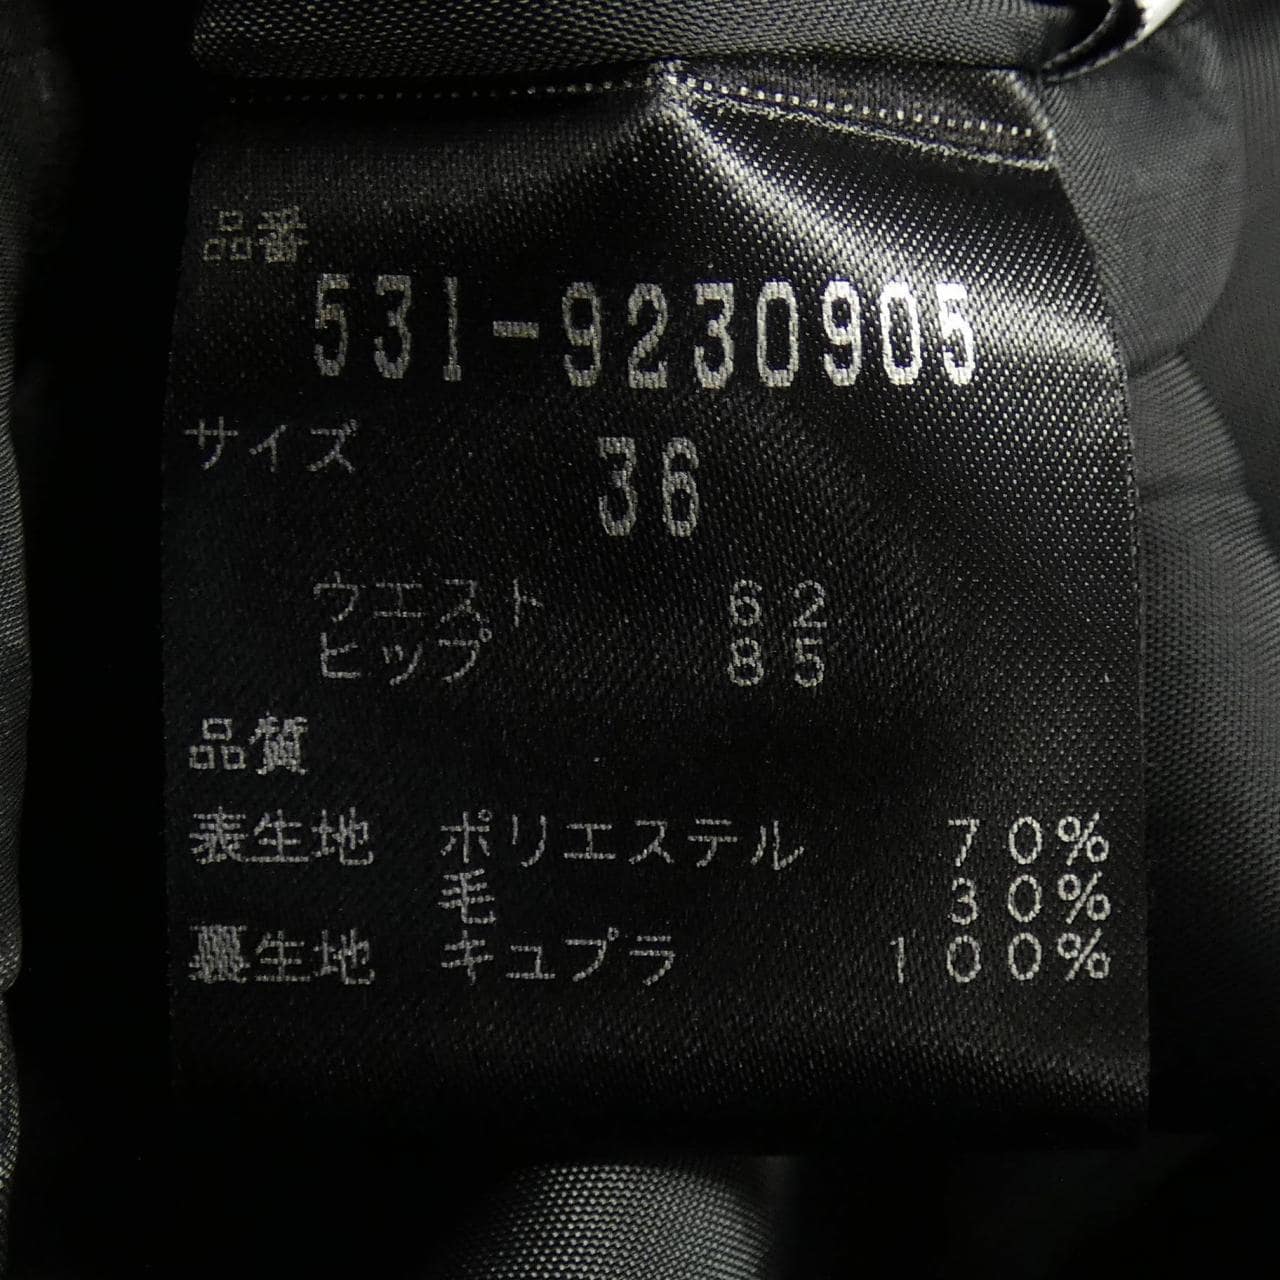 品番
531-9230905
サイズ 36
ウエスト 62
ヒップ 85
品質
表生地 ポリエステル 70%
毛 30%
裏生地 キュプラ 100%